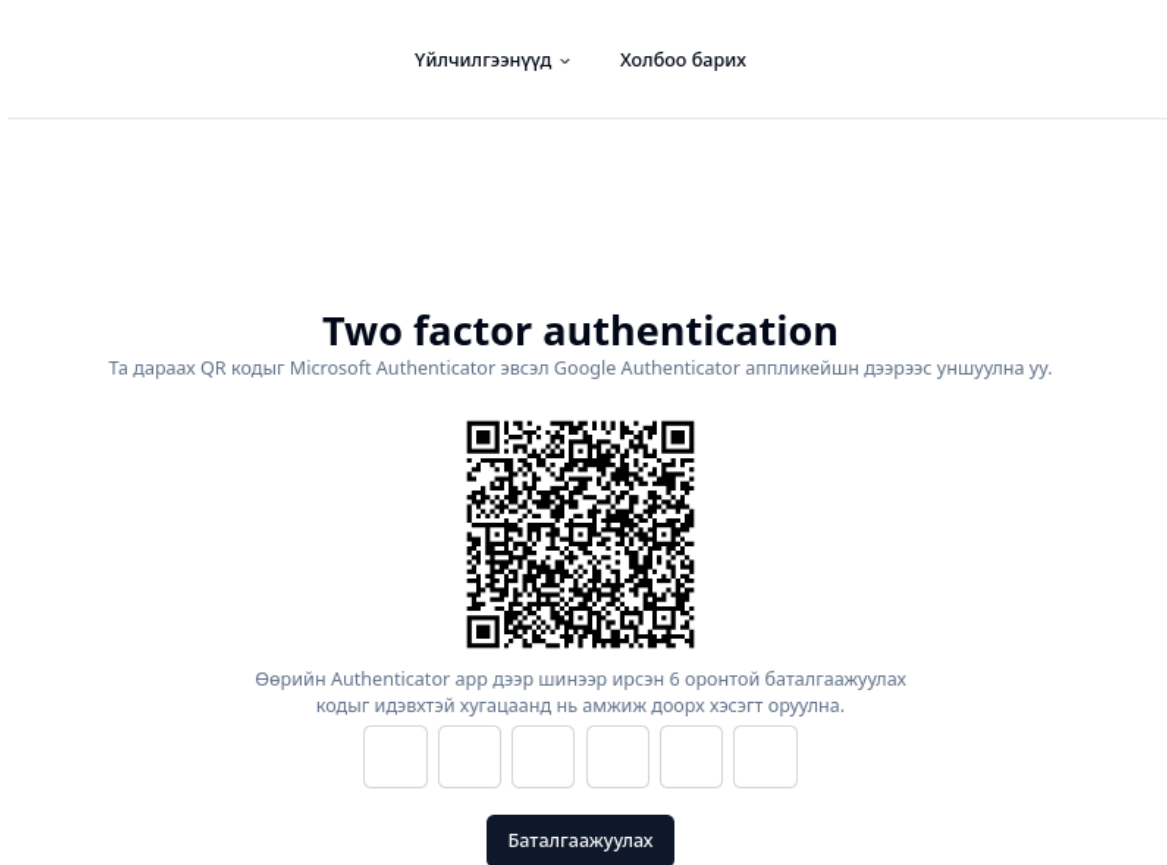 Үйлчилгээнүүд Холбоо барих
Two factor authentication
Та дараах QR кодыг Microsoft Authenticator эвсэл Google Authenticator аппликейшн дээрээс уншуулна уу.
Өөрийн Authenticator app дээр шинээр ирсэн 6 оронтой баталгаажуулах
кодыг идэвхтэй хугацаанд нь амжиж доорх хэсэгт оруулна.
Баталгаажуулах